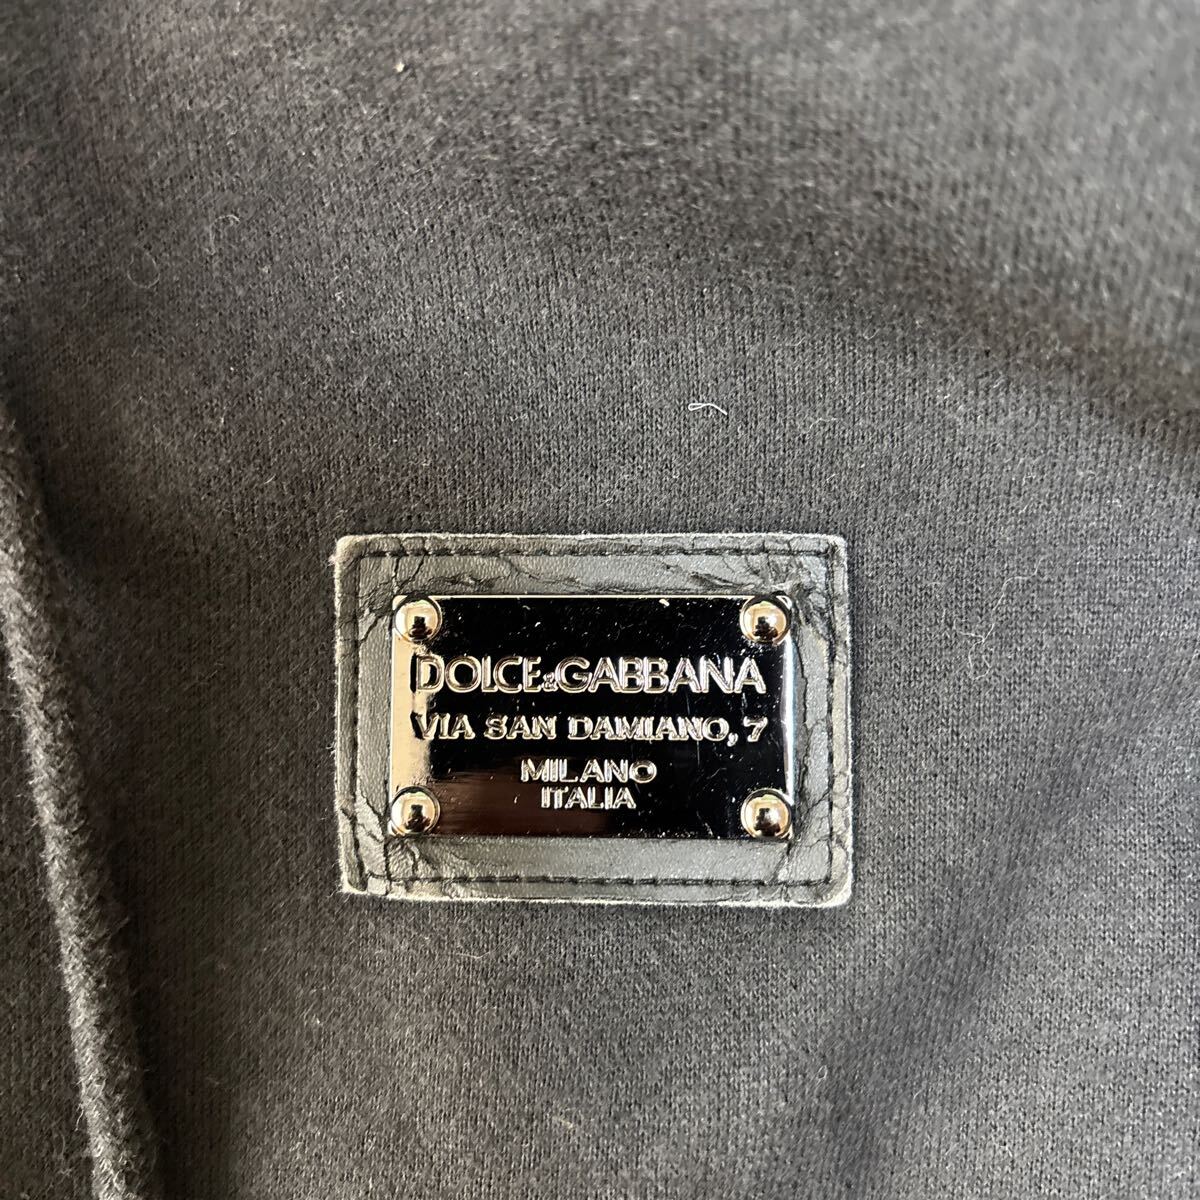 DOLCE&GABBANA
VIA SAN DAMIANO, 7
MILANO
ITALIA